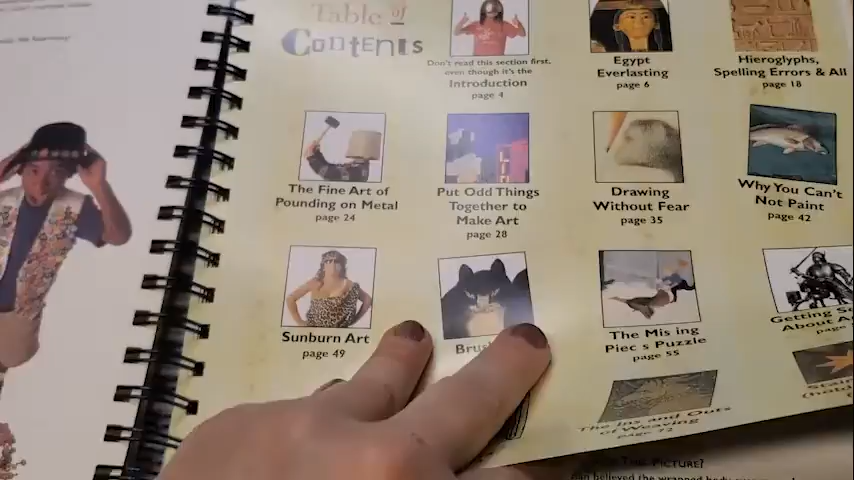 Table of
Contents
Don't read this section first,
even though it's the
Introduction
page 4
Egypt
Everlasting
page 6
Hieroglyphs,
Spelling Errors & All
page 18
The Fine Art of
Pounding on Metal
page 24
Put Odd Things
Together to
Make Art
page 28
Drawing
Without Fear
page 35
Why You Can't
Not Paint
page 42
Sunburn Art
page 49
The Mis ing
Piec s Puzzle
page 55
Getting
About
The Ins and Outs
of Weaving
page 72
Picture?
believed the wrapped body